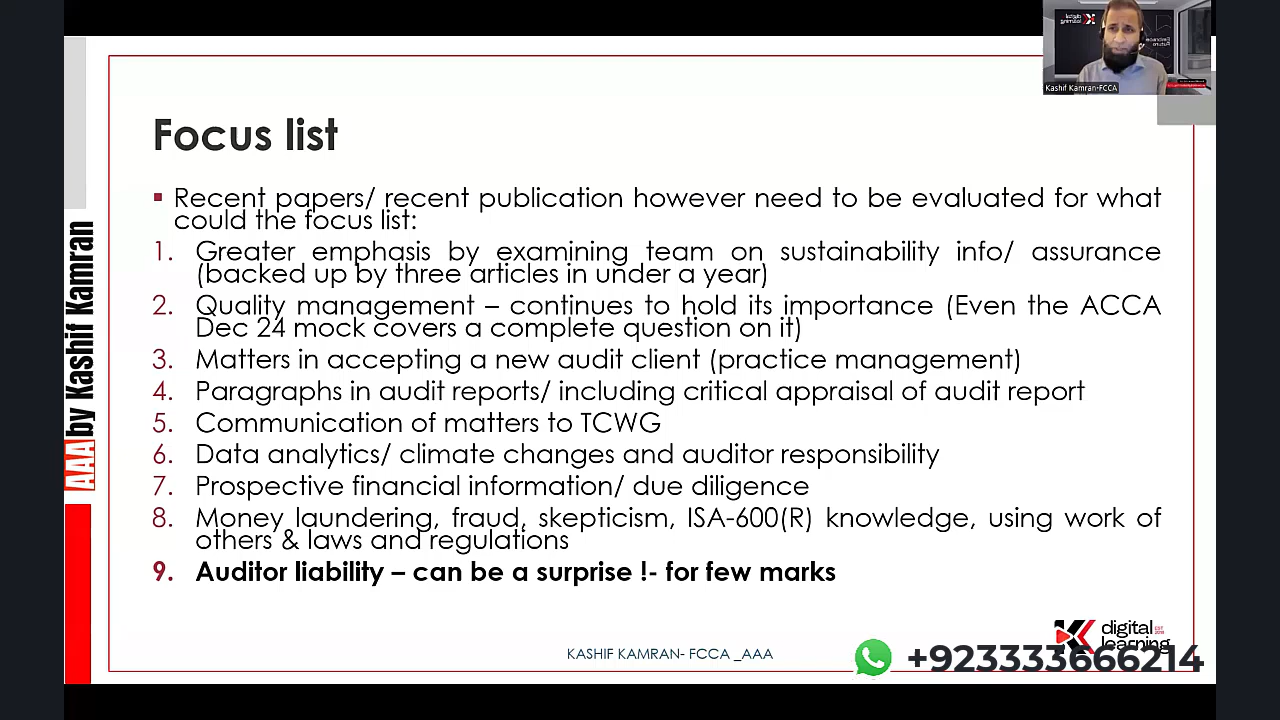 Kashif Kamran-FCCA
Focus list
▪ Recent papers/ recent publication however need to be evaluated for what
could the focus list:
1. Greater emphasis by examining team on sustainability info/ assurance
(backed up by three articles in under a year)
2. Quality management – continues to hold its importance (Even the ACCA
Dec 24 mock covers a complete question on it)
3. Matters in accepting a new audit client (practice management)
4. Paragraphs in audit reports/ including critical appraisal of audit report
5. Communication of matters to TCWG
6. Data analytics/ climate changes and auditor responsibility
7. Prospective financial information/ due diligence
8. Money laundering, fraud, skepticism, ISA-600(R) knowledge, using work of
others & laws and regulations
9. Auditor liability – can be a surprise !- for few marks
AAA by Kashif Kamran
KASHIF KAMRAN- FCCA _AAA
digital
learning
+923333666214